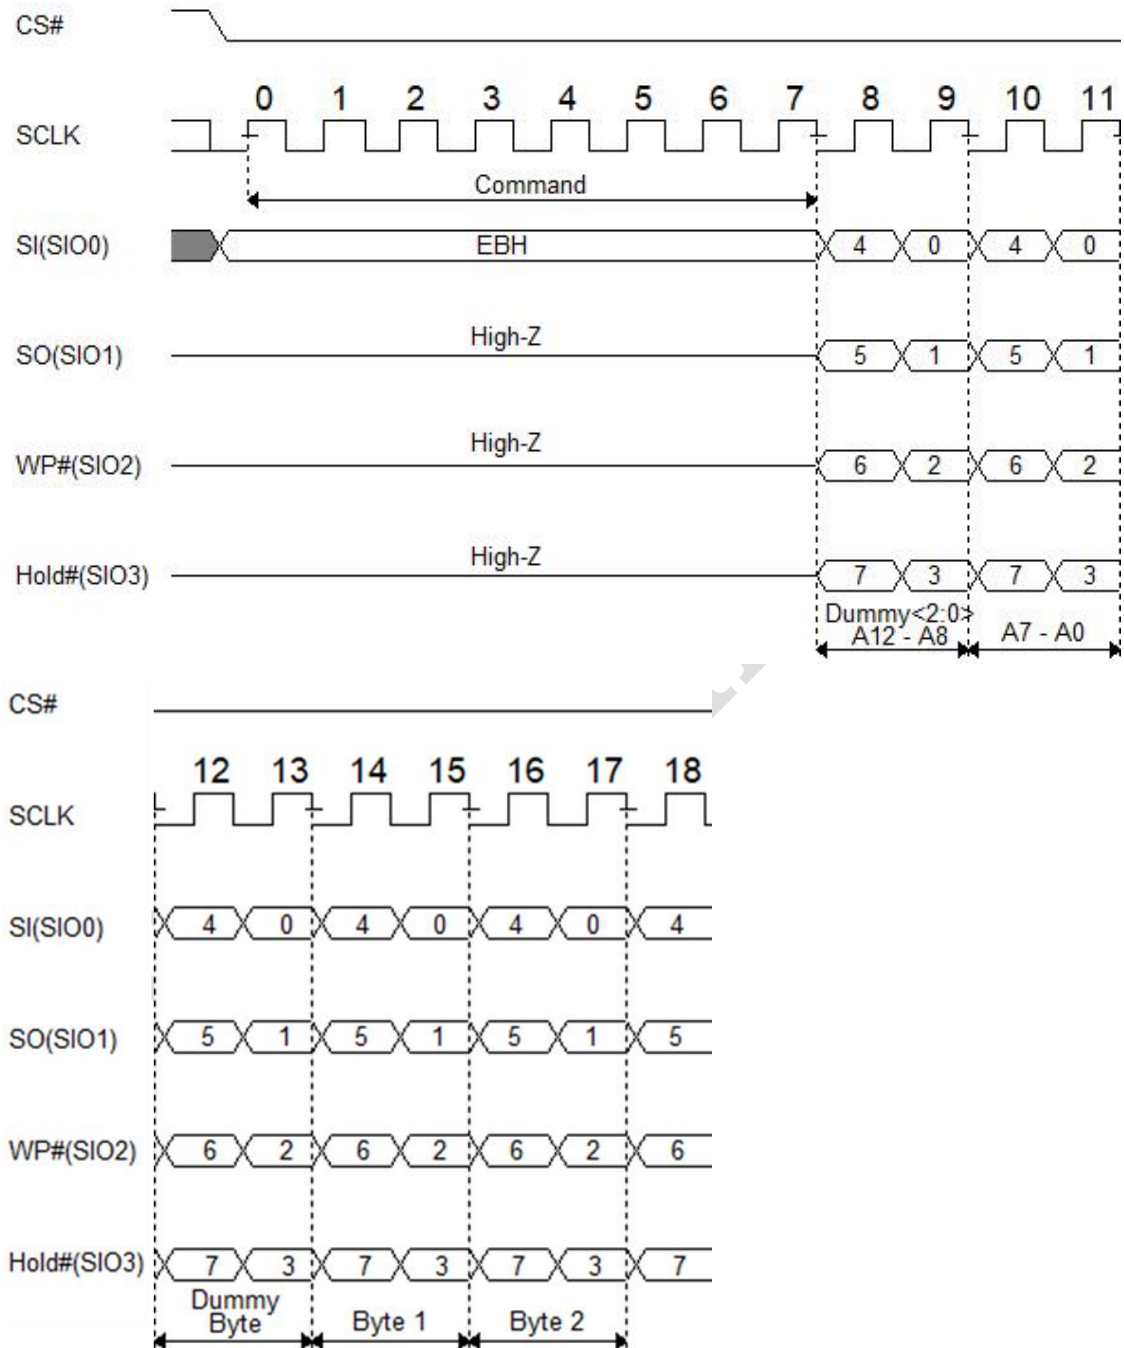 CS#
0 1 2 3 4 5 6 7 8 9 10 11
SCLK
Command
SI(SIO0) EBH 4 0 4 0
High-Z
SO(SIO1) 5 1 5 1
High-Z
WP#(SIO2) 6 2 6 2
High-Z
Hold#(SIO3) 7 3 7 3
Dummy<2:0>
A12 - A8 A7 - A0
CS#
12 13 14 15 16 17 18
SCLK
SI(SIO0) 4 0 4 0 4 0 4
SO(SIO1) 5 1 5 1 5 1 5
WP#(SIO2) 6 2 6 2 6 2 6
Hold#(SIO3) 7 3 7 3 7 3 7
Dummy
Byte Byte 1 Byte 2